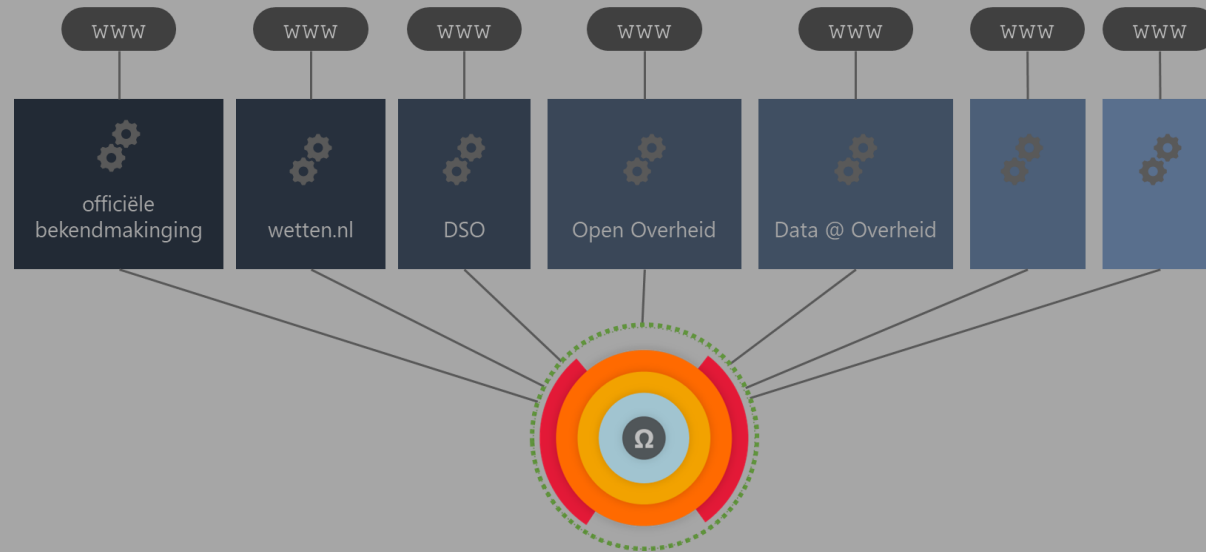 www www www www www www www
officiële
bekendmakinging
wetten.nl
DSO
Open Overheid
Data @ Overheid
Ω